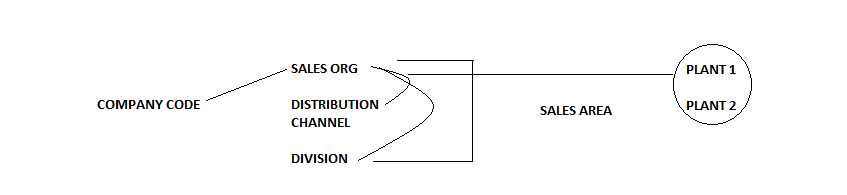 SALES ORG
PLANT 1
COMPANY CODE
DISTRIBUTION
CHANNEL
SALES AREA
PLANT 2
DIVISION